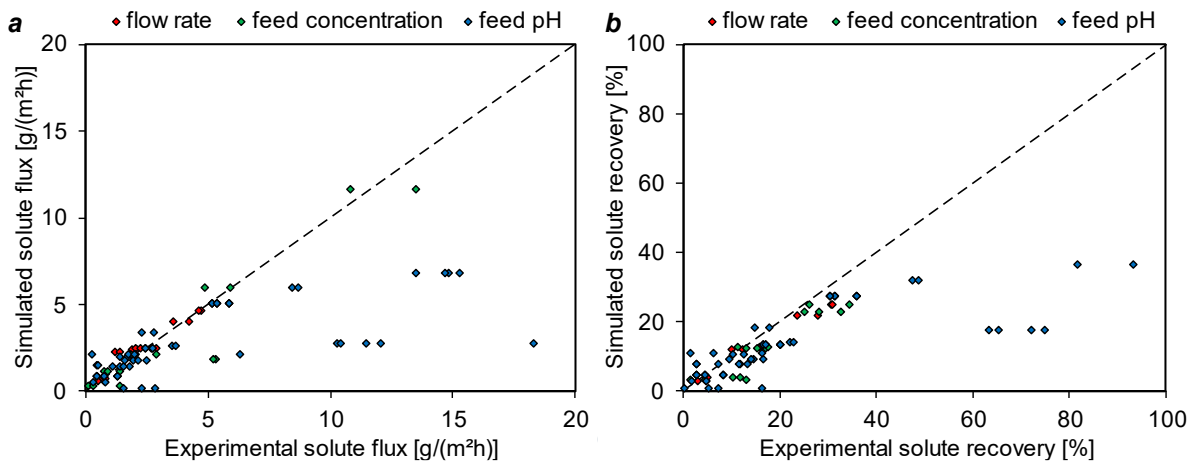 a
flow rate feed concentration feed pH
20
15
10
5
0
Simulated solute flux [g/(m²h)]
0 5 10 15 20
Experimental solute flux [g/(m²h)]
b
flow rate feed concentration feed pH
100
80
60
40
20
0
Simulated solute recovery [%]
0 20 40 60 80 100
Experimental solute recovery [%]